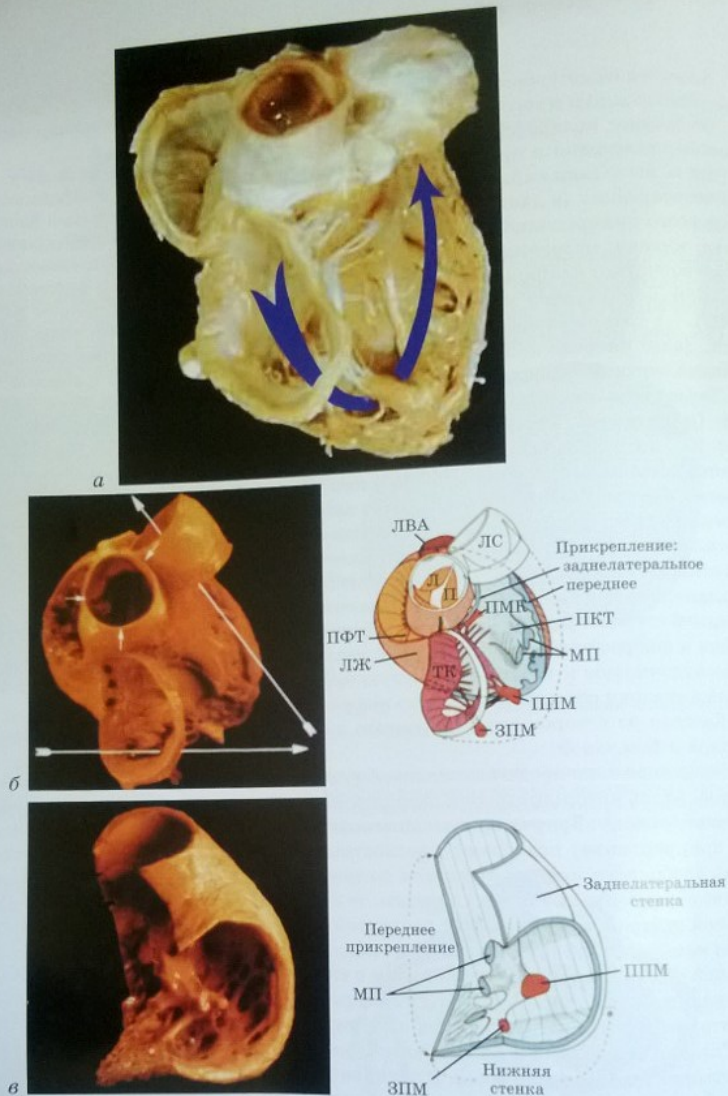 а
ЛВА
ЛС
Прикрепление:
заднелатеральное
переднее
Л
П
ПМК
ПКТ
ПФТ
ЛЖ
МП
ТК
ППМ
ЗПМ
б
Заднелатеральная
стенка
Переднее
прикрепление
ППМ
МП
Нижняя
стенка
ЗПМ
в